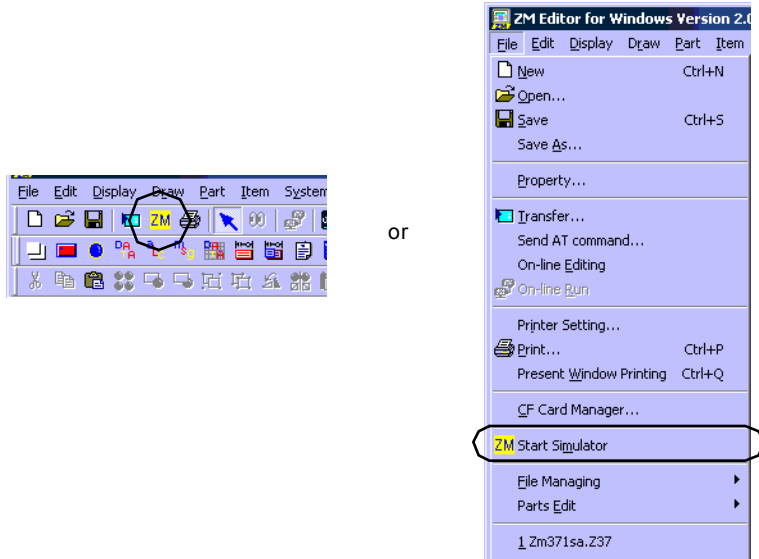 File Edit Display Draw Part Item System
ZM
or
ZM Editor for Windows Version 2.0
File Edit Display Draw Part Item
New Ctrl+N
Open...
Save Ctrl+S
Save As...
Property...
Transfer...
Send AT command...
On-line Editing
On-line Run
Printer Setting...
Print... Ctrl+P
Present Window Printing Ctrl+Q
CF Card Manager...
ZM Start Simulator
File Managing
Parts Edit
1 Zm371sa.Z37